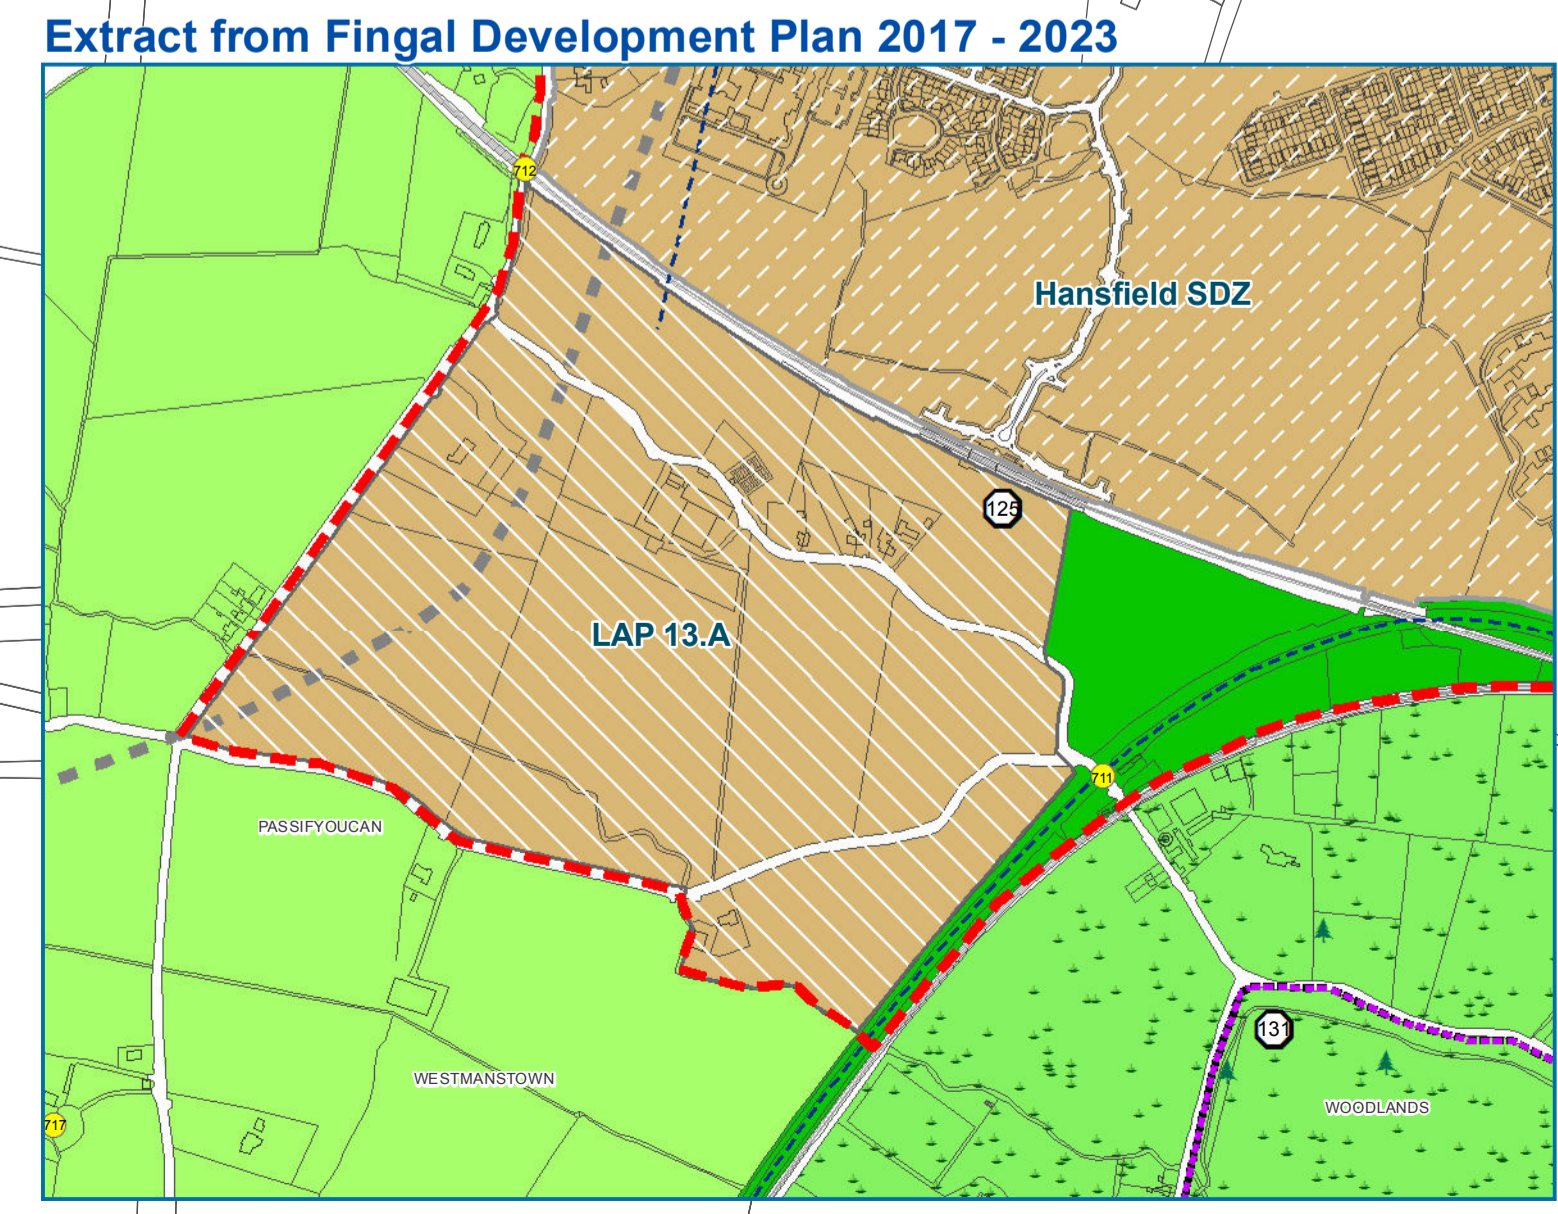 Extract from Fingal Development Plan 2017 - 2023
712
Hansfield SDZ
125
LAP 13.A
711
PASSIFYOUCAN
131
WESTMANSTOWN
WOODLANDS
717